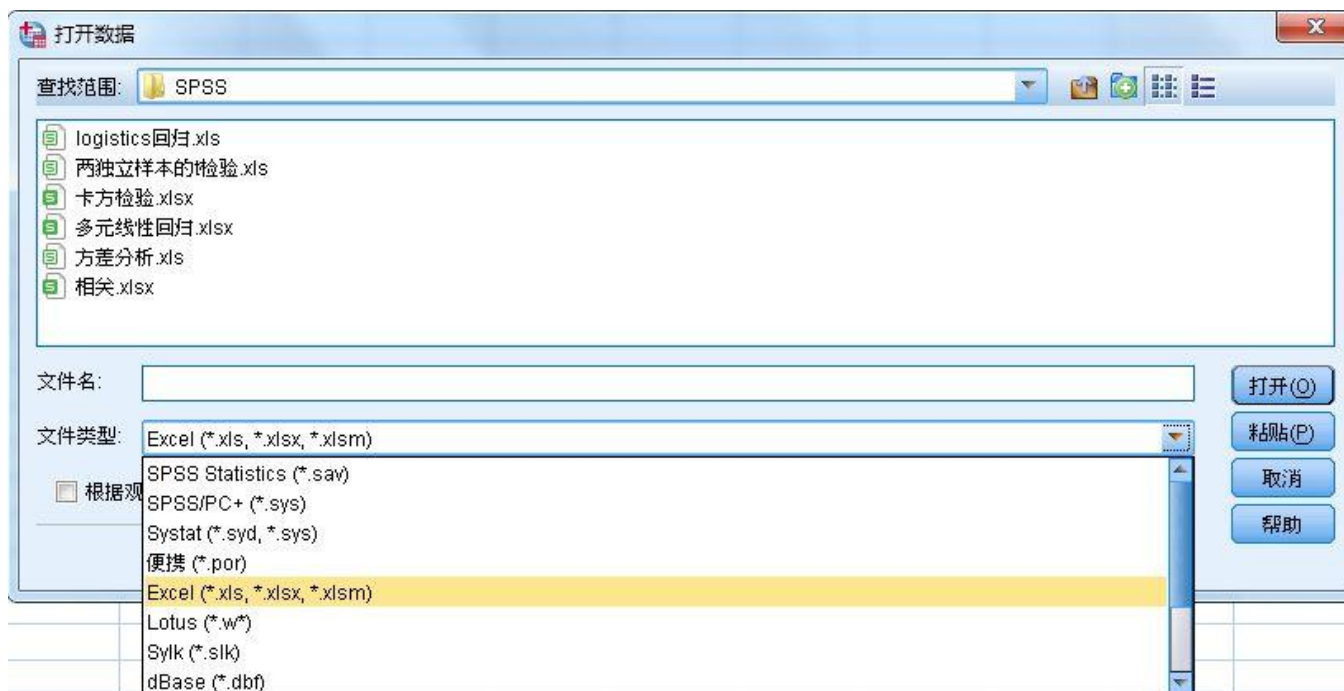 打开数据
查找范围: SPSS
logistics回归.xls
两独立样本的t检验.xls
卡方检验.xlsx
多元线性回归.xlsx
方差分析.xls
相关.xlsx
文件名:
打开(O)
文件类型: Excel (*.xls, *.xlsx, *.xlsm)
粘贴(P)
SPSS Statistics (*.sav)
取消
根据观
SPSS/PC+ (*.sys)
Systat (*.syd, *.sys)
帮助
便携 (*.por)
Excel (*.xls, *.xlsx, *.xlsm)
Lotus (*.w*)
Sylk (*.slk)
dBase (*.dbf)